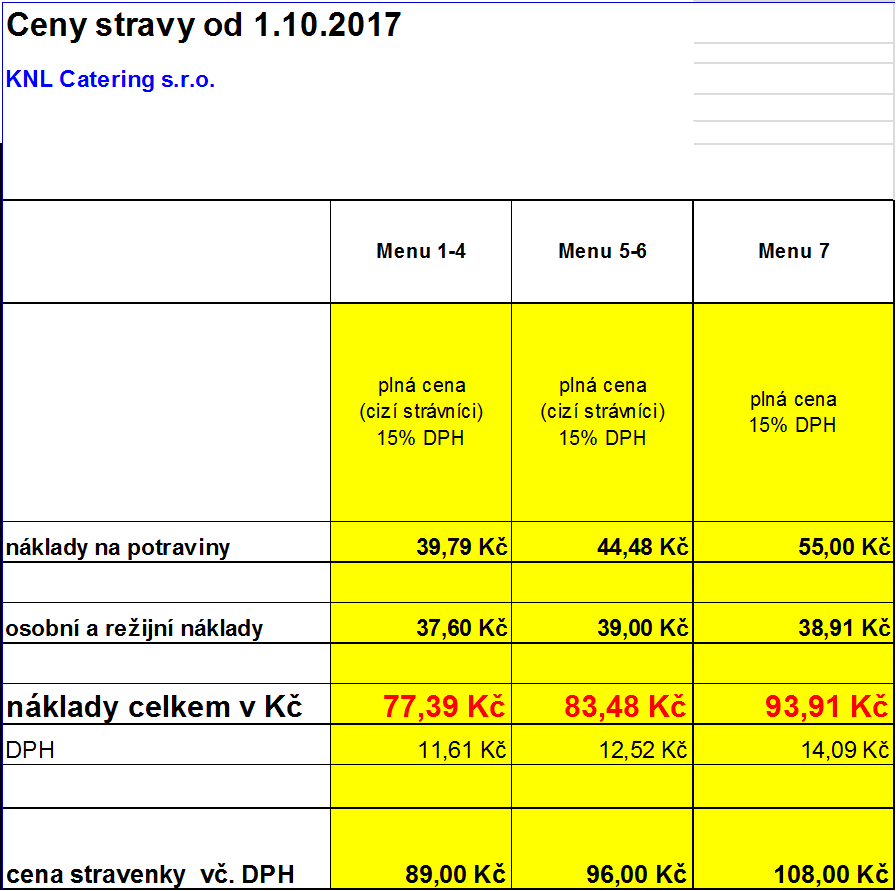 Ceny stravy od 1.10.2017
KNL Catering s.r.o.
Menu 1-4 Menu 5-6 Menu 7
plná cena
(cizí strávníci)
15% DPH
plná cena
(cizí strávníci)
15% DPH
plná cena
15% DPH
náklady na potraviny 39,79 Kč 44,48 Kč 55,00 Kč
osobní a režijní náklady 37,60 Kč 39,00 Kč 38,91 Kč
náklady celkem v Kč 77,39 Kč 83,48 Kč 93,91 Kč
DPH 11,61 Kč 12,52 Kč 14,09 Kč
cena stravenky vč. DPH 89,00 Kč 96,00 Kč 108,00 Kč